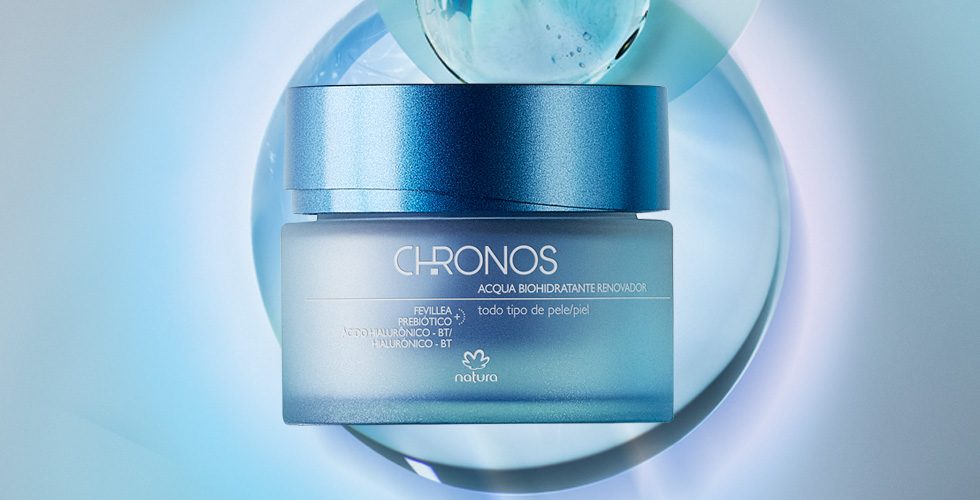 CHRONOS
ACQUA BIOHIDRATANTE RENOVADOR
todo tipo de pele/piel
FEVILLEA
PREBIÓTICO
ÁCIDO HIALURÔNICO - BT/
HIALURÓNICO - BT
natura